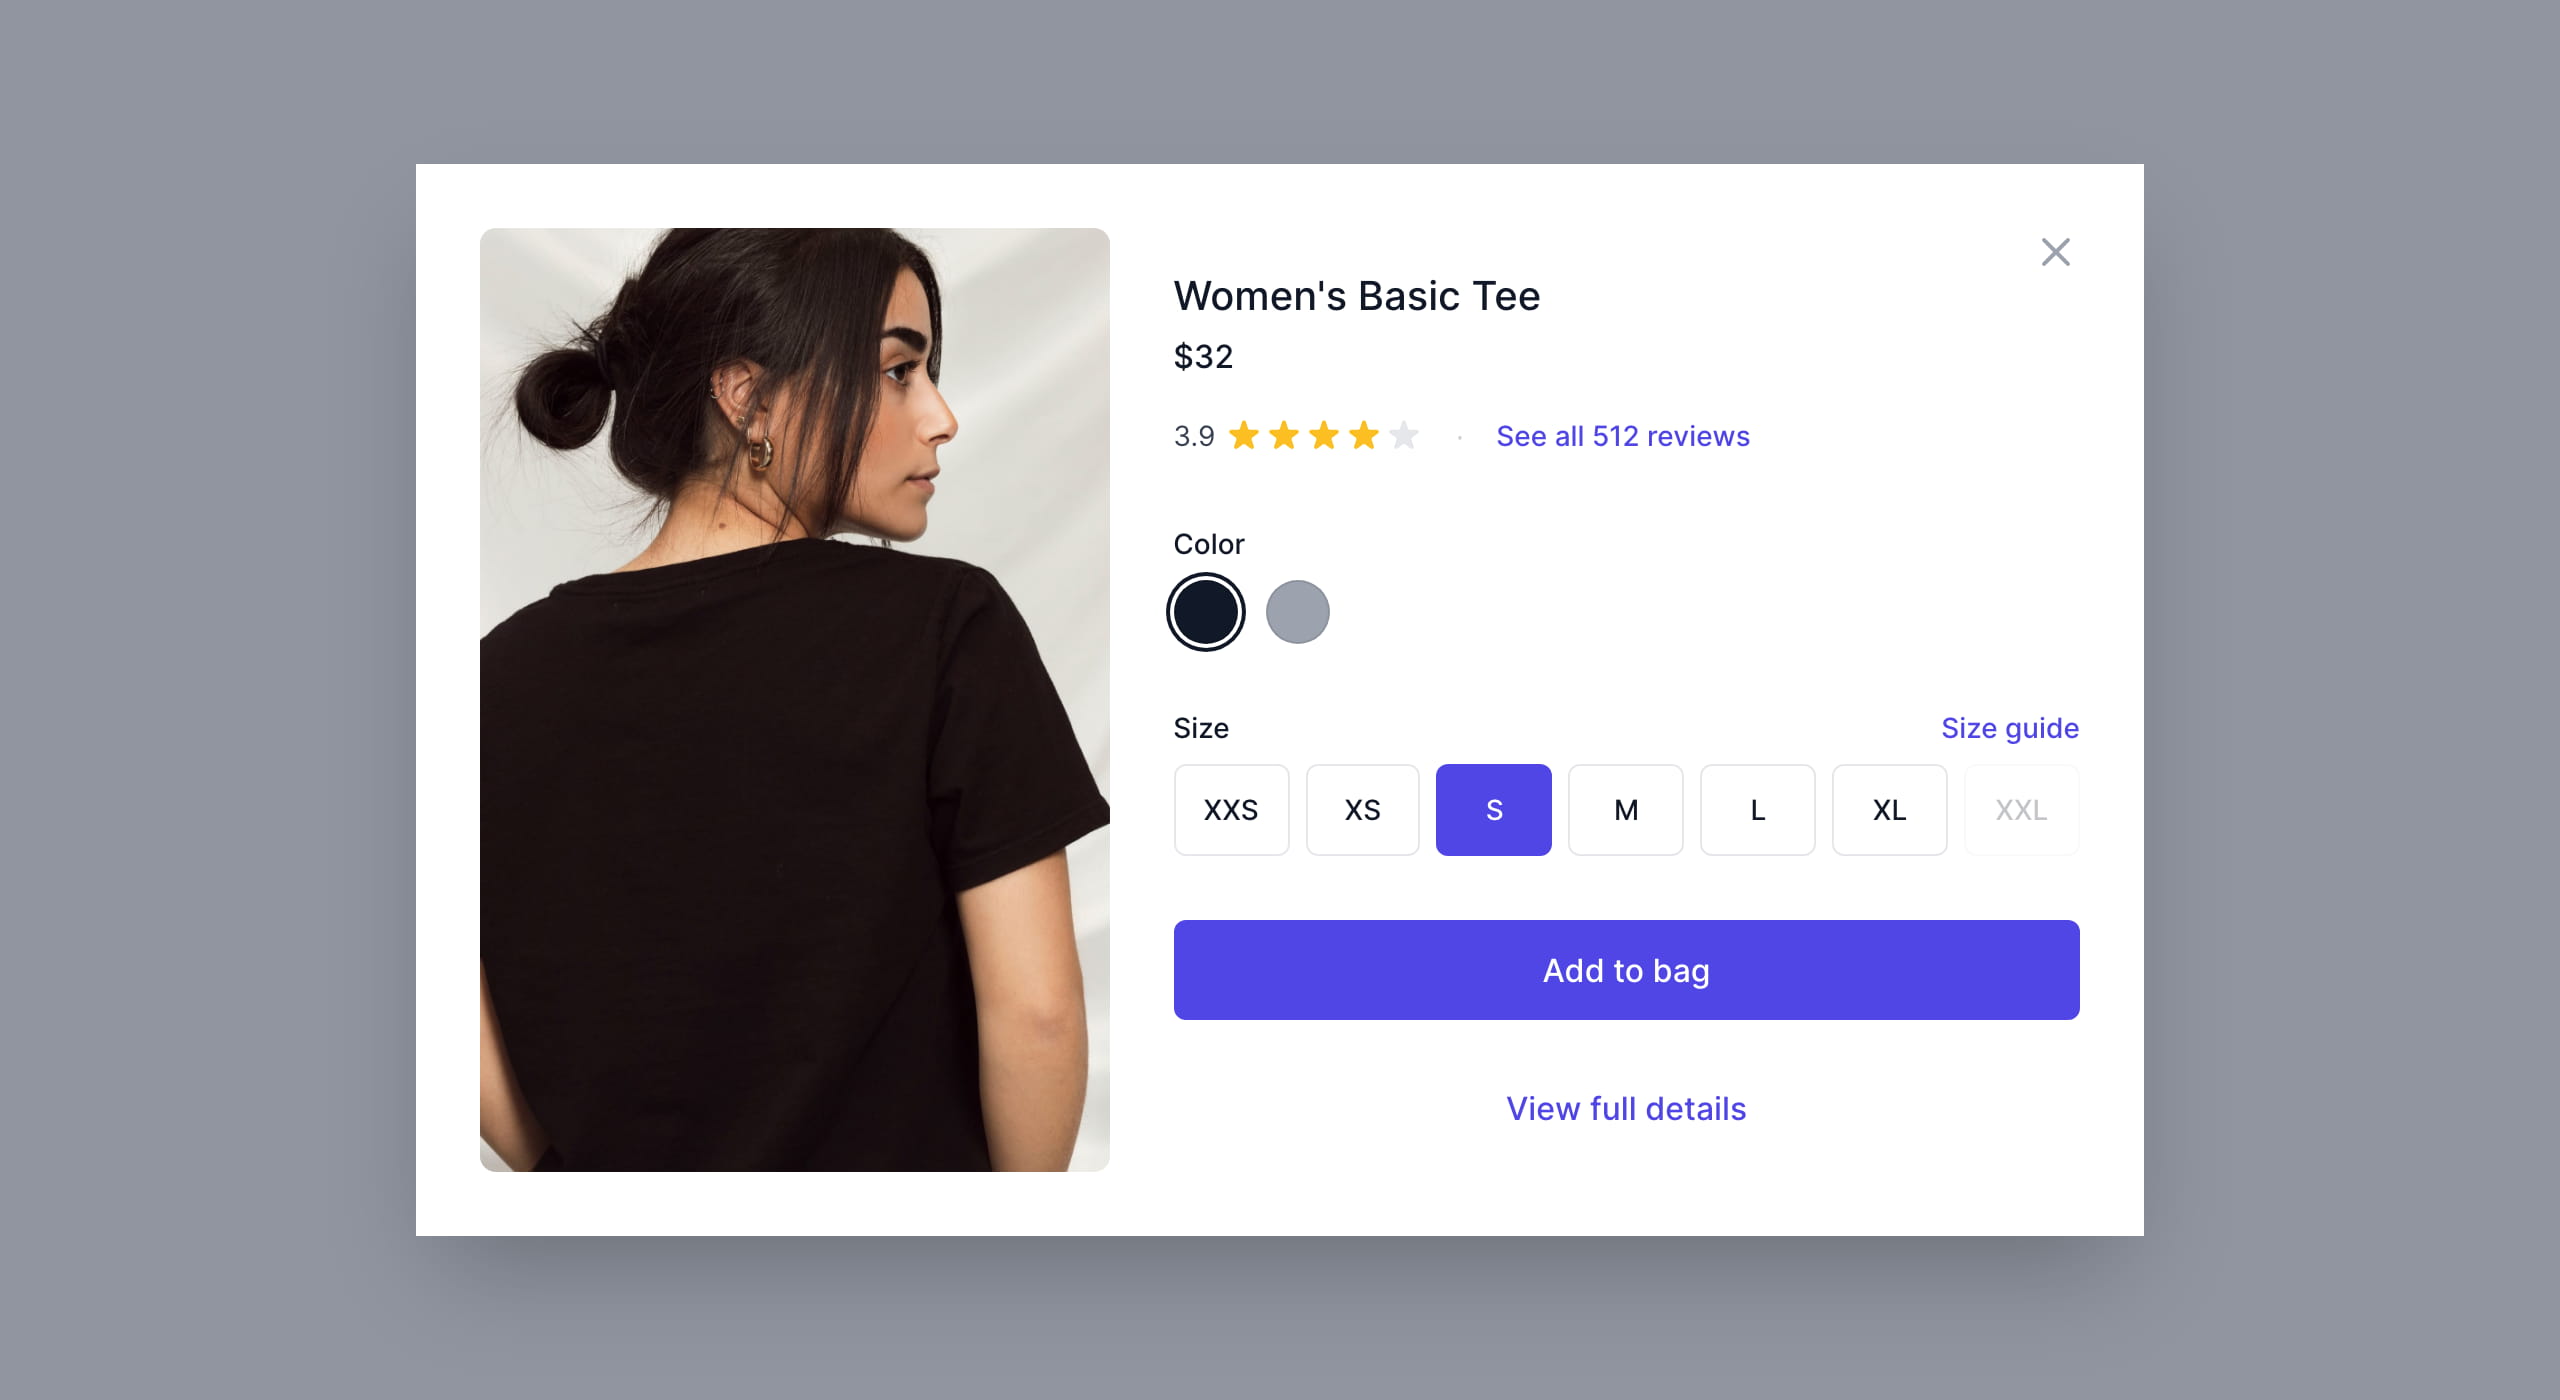 Women's Basic Tee
$32
3.9 · See all 512 reviews
Color
Size Size guide
XXS XS S M L XL XXL
Add to bag
View full details